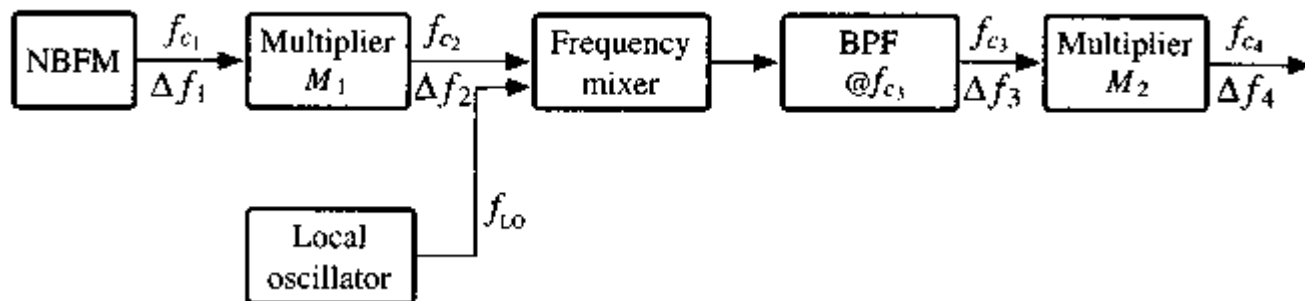 NBFM
f_{c_1}
Δf_1
Multiplier
M_1
f_{c_2}
Δf_2
Frequency
mixer
BPF
@f_{c_3}
f_{c_3}
Δf_3
Multiplier
M_2
f_{c_4}
Δf_4
f_{LO}
Local
oscillator